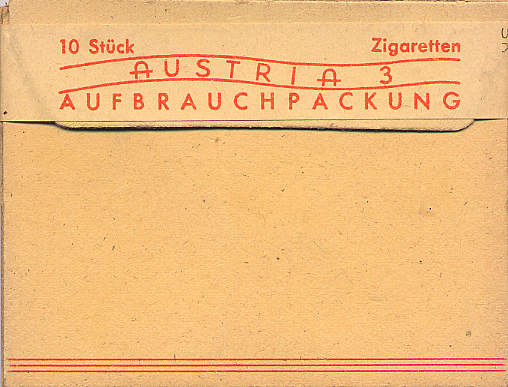 10 Stück Zigaretten
AUSTRIA 3
AUFBRAUCHPACKUNG